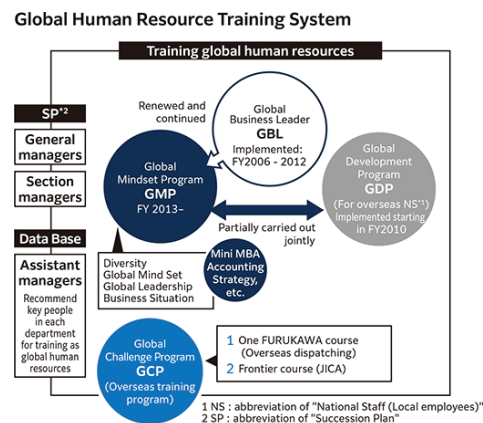 Global Human Resource Training System
Training global human resources
SP*2
General
managers
Section
managers
Data Base
Assistant
managers
Recommend
key people
in each
department
for training as
global human
resources
Renewed and
continued
Global
Business Leader
GBL
Implemented:
FY2006 - 2012
Global
Mindset Program
GMP
FY 2013–
Global
Development
Program
GDP
(For overseas NS*1)
Implemented starting
in FY2010
Partially carried out
jointly
Diversity
Global Mind Set
Global Leadership
Business Situation
Mini MBA
Accounting
Strategy,
etc.
Global
Challenge Program
GCP
(Overseas training
program)
1 One FURUKAWA course
(Overseas dispatching)
2 Frontier course (JICA)
1 NS : abbreviation of "National Staff (Local employees)"
2 SP : abbreviation of "Succession Plan"